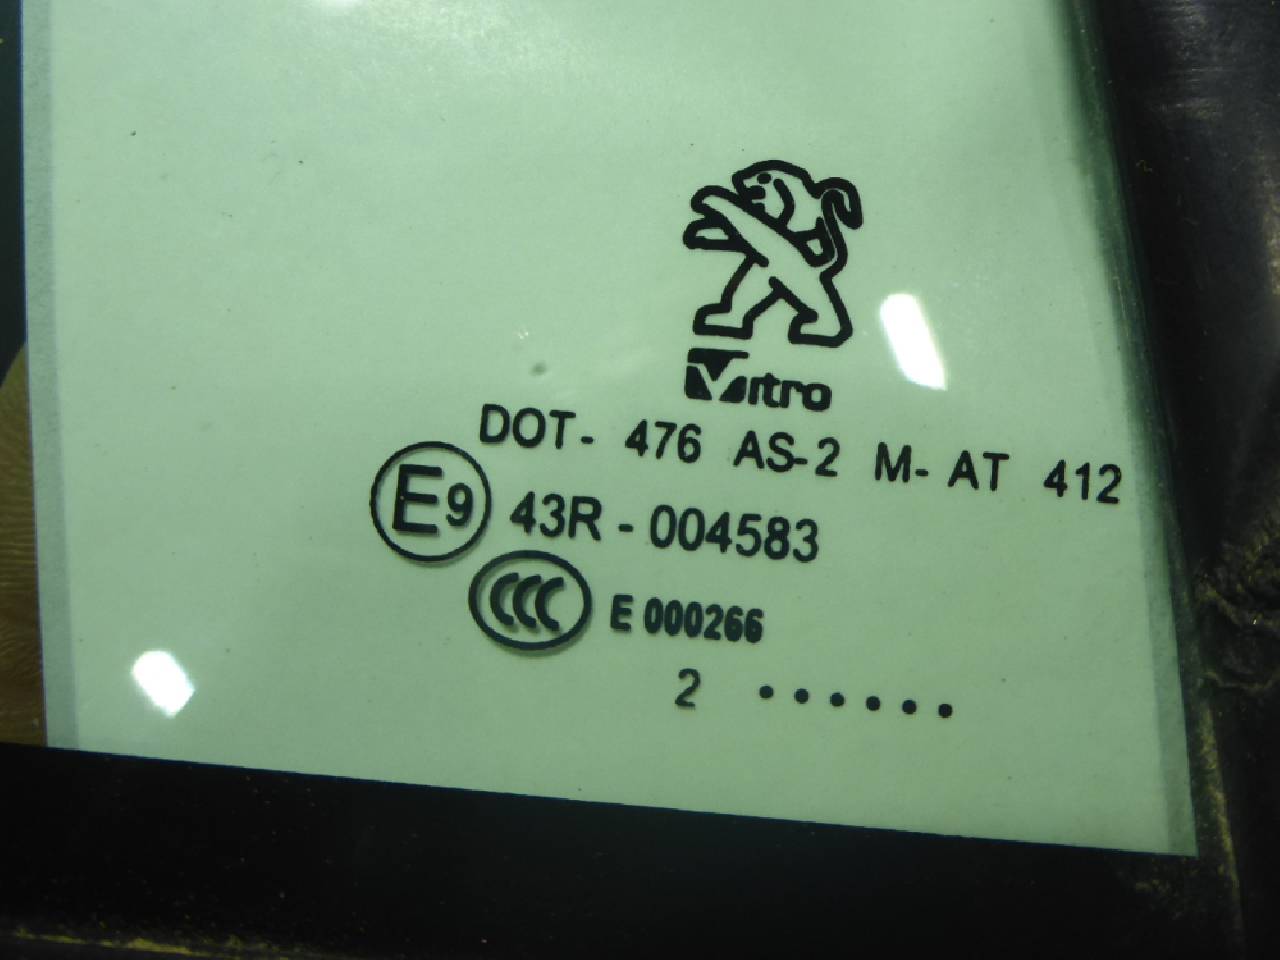 Vitro
DOT- 476 AS-2 M- AT 412
E9 43R - 004583
CCC E 000266
2 ......